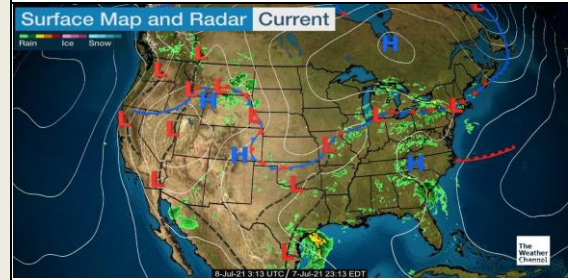 Surface Map and Radar Current
Rain Ice Snow
L
H
L
L
L L
H
L
L
L
L
L
L
H
H
L
L
L
8-Jul-21 3:13 UTC / 7-Jul-21 23:13 EDT
The
Weather
Channel